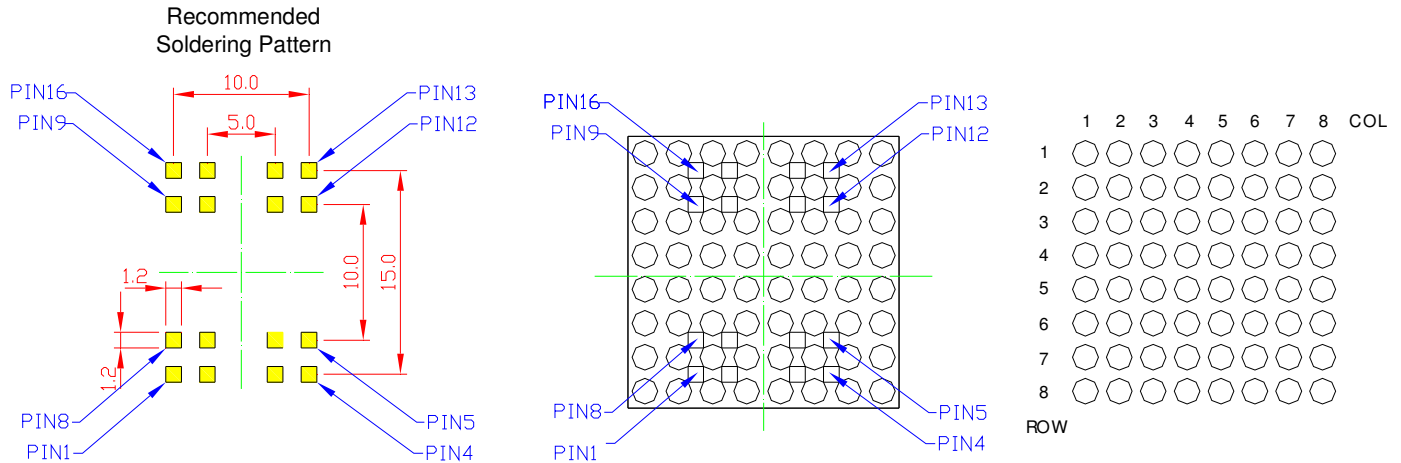 Recommended
Soldering Pattern
PIN16
10.0
PIN13
PIN9
5.0
PIN12
1.2
10.0
15.0
1.2
PIN8
PIN5
PIN1
PIN4
PIN16
PIN13
PIN9
PIN12
PIN8
PIN5
PIN1
PIN4
1 2 3 4 5 6 7 8 COL
1
2
3
4
5
6
7
8
ROW